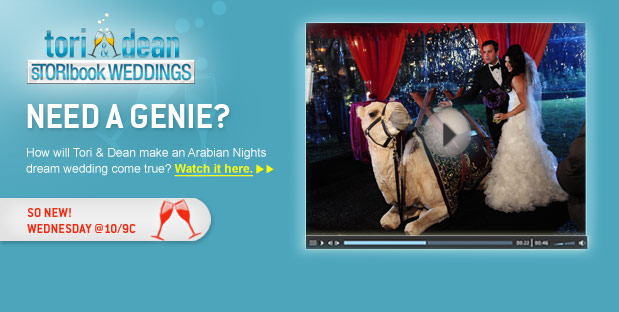 tori & dean
sTORIbook WEDDINGS
NEED A GENIE?
How will Tori & Dean make an Arabian Nights
dream wedding come true? Watch it here.
SO NEW!
WEDNESDAY @10/9C
00:22 00:46